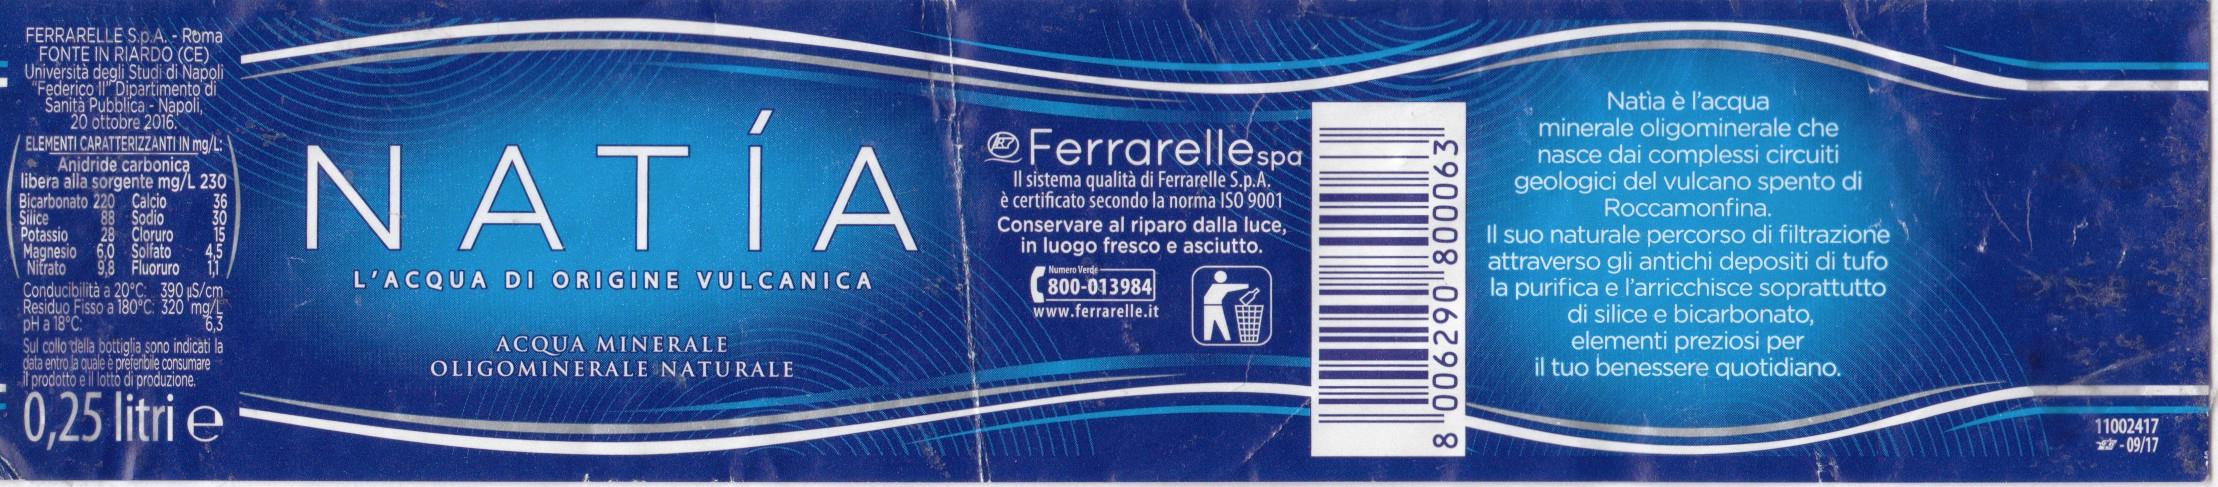 FERRARELLE S.p.A. - Roma
FONTE IN RIARDO (CE)
Università degli Studi di Napoli
"Federico II" Dipartimento di
Sanità Pubblica - Napoli,
20 ottobre 2016.
ELEMENTI CARATTERIZZANTI IN mg/L:
Anidride carbonica
libera alla sorgente mg/L 230
Bicarbonato 220 Calcio 36
Silice 88 Sodio 30
Potassio 28 Cloruro 15
Magnesio 6,0 Solfato 4,5
Nitrato 9,8 Fluoruro 1,1
Conducibilità a 20°C: 390 µS/cm
Residuo Fisso a 180°C: 320 mg/L
pH a 18°C: 6,3
Sul collo della bottiglia sono indicati la
data entro la quale è preferibile consumare
il prodotto e il lotto di produzione.
0,25 litri e
NATÍA
L'ACQUA DI ORIGINE VULCANICA
ACQUA MINERALE
OLIGOMINERALE NATURALE
Ferrarelle spa
Il sistema qualità di Ferrarelle S.p.A.
è certificato secondo la norma ISO 9001
Conservare al riparo dalla luce,
in luogo fresco e asciutto.
Numero Verde
800-013984
www.ferrarelle.it
8 006290 800063
Natìa è l'acqua
minerale oligominerale che
nasce dai complessi circuiti
geologici del vulcano spento di
Roccamonfina.
Il suo naturale percorso di filtrazione
attraverso gli antichi depositi di tufo
la purifica e l'arricchisce soprattutto
di silice e bicarbonato,
elementi preziosi per
il tuo benessere quotidiano.
11002417
- 09/17